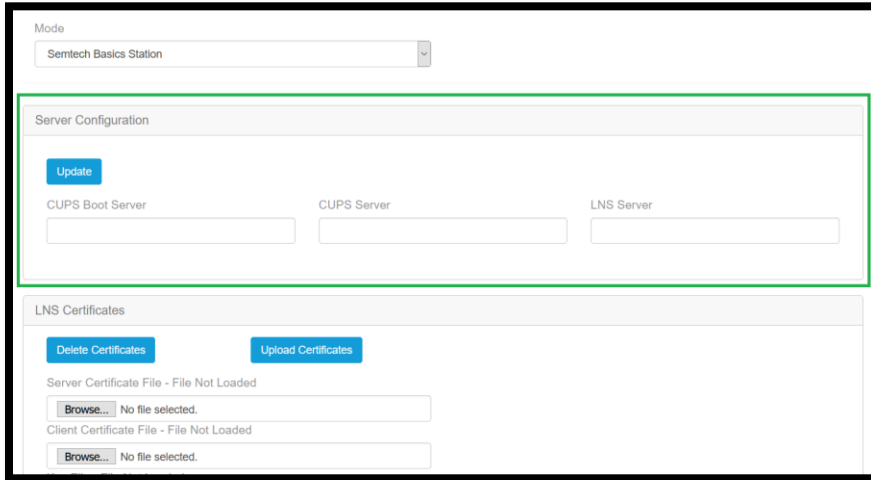 Mode
Semtech Basics Station
Server Configuration
Update
CUPS Boot Server CUPS Server LNS Server
LNS Certificates
Delete Certificates Upload Certificates
Server Certificate File - File Not Loaded
Browse... No file selected.
Client Certificate File - File Not Loaded
Browse... No file selected.